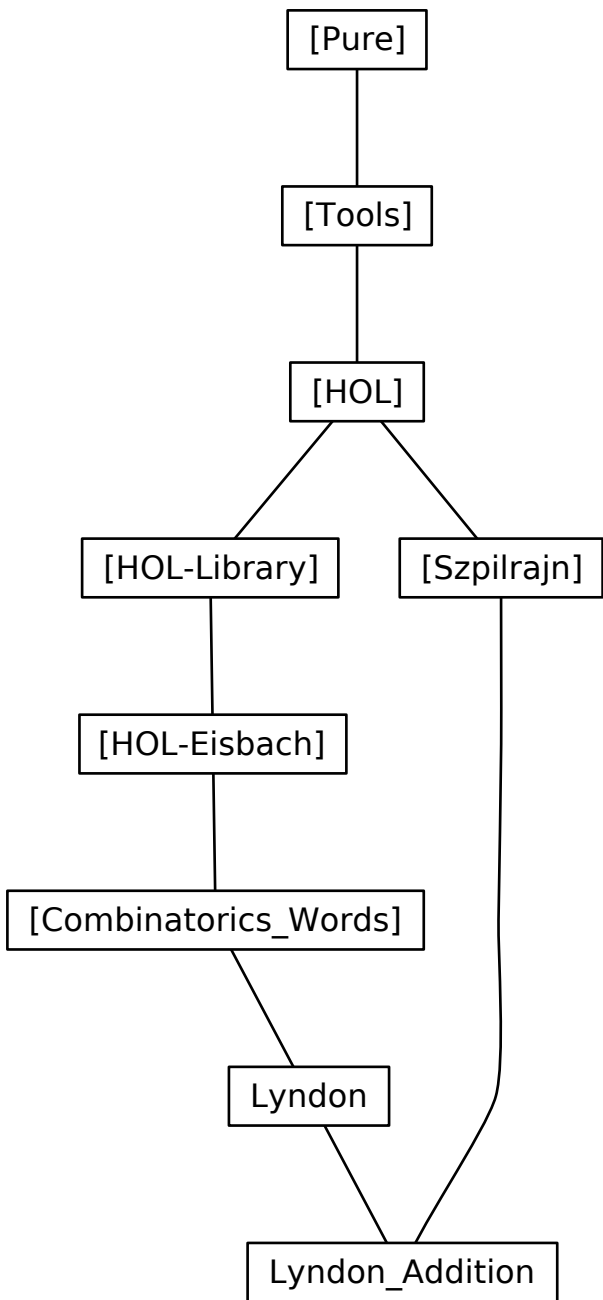 [Pure]
[Tools]
[HOL]
[HOL-Library]
[Szpilrajn]
[HOL-Eisbach]
[Combinatorics_Words]
Lyndon
Lyndon_Addition